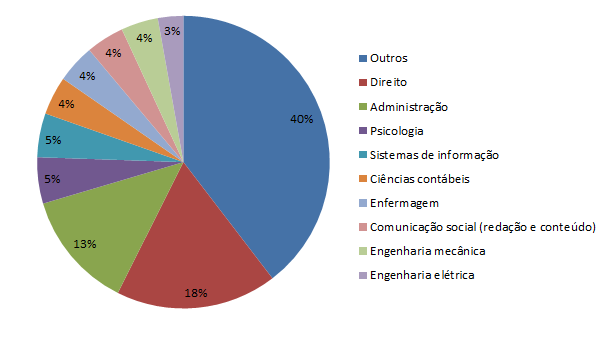 3%
4%
4%
4%
4%
5%
5%
13%
18%
40%
Outros
Direito
Administração
Psicologia
Sistemas de informação
Ciências contábeis
Enfermagem
Comunicação social (redação e conteúdo)
Engenharia mecânica
Engenharia elétrica